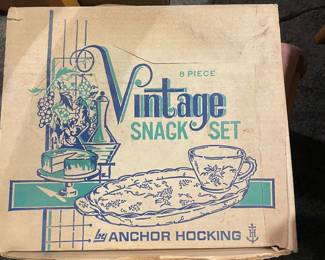 8 PIECE
Vintage
SNACK SET
by ANCHOR HOCKING